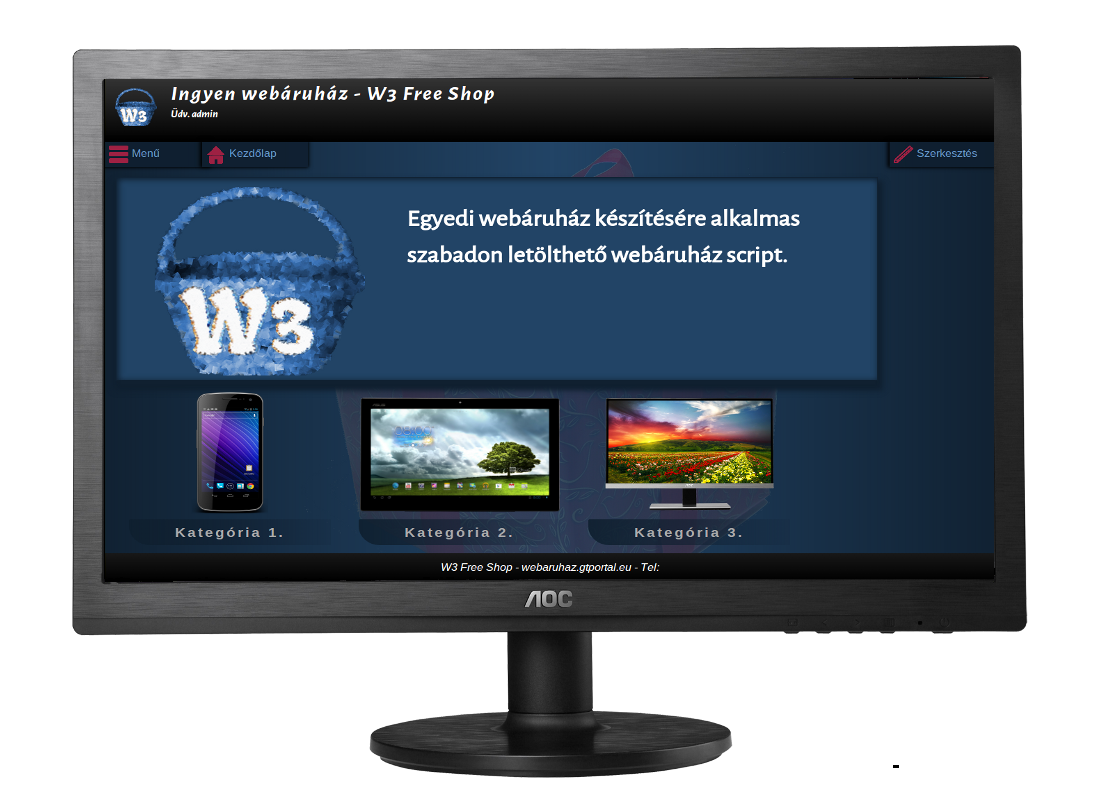 Ingyen webáruház - W3 Free Shop
Üdv. admin
W3
Menű
Kezdőlap
Szerkesztés
Egyedi webáruház készítésére alkalmas
szabadon letölthető webáruház script.
W3
Kategória 1.
Kategória 2.
Kategória 3.
W3 Free Shop - webaruhaz.gtportal.eu - Tel:
AOC